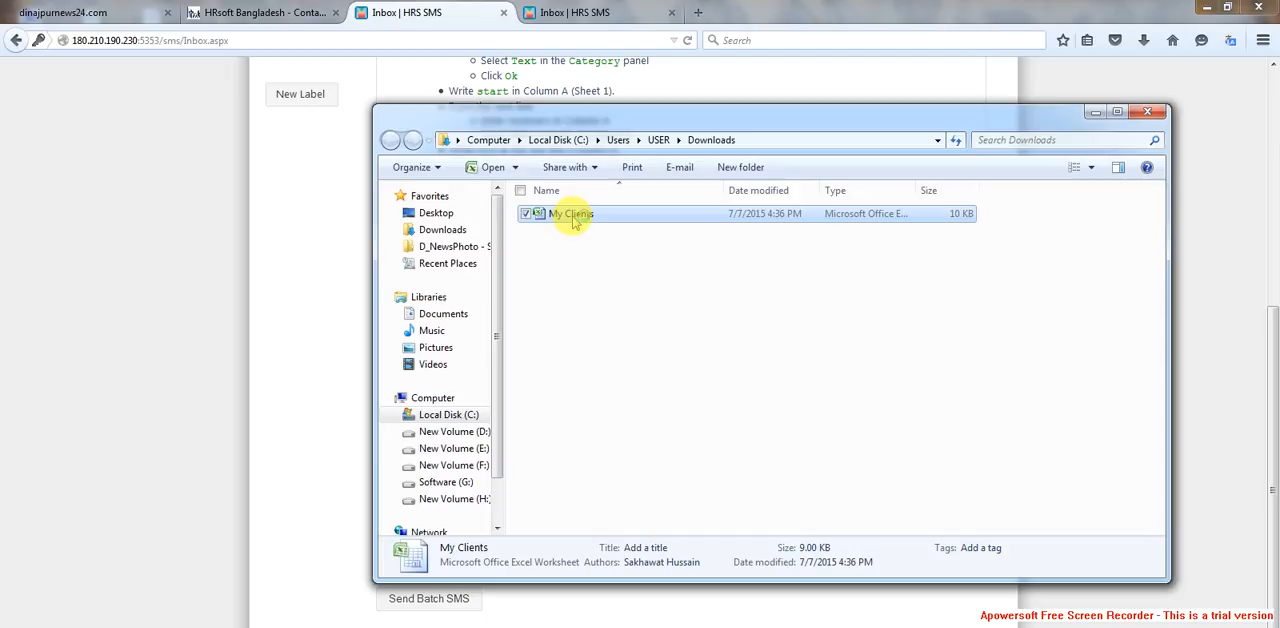 dinajpurnews24.com
HRsoft Bangladesh - Conta...
Inbox | HRS SMS
Inbox | HRS SMS
180.210.190.230:5353/sms/Inbox.aspx
Search
Select Text in the Category panel
Click Ok
New Label
Write start in Column A (Sheet 1).
Computer Local Disk (C:) Users USER Downloads
Search Downloads
Organize Open Share with Print E-mail New folder
Name Date modified Type Size
My Clients 7/7/2015 4:36 PM Microsoft Office E... 10 KB
Favorites
Desktop
Downloads
D_NewsPhoto - S
Recent Places
Libraries
Documents
Music
Pictures
Videos
Computer
Local Disk (C:)
New Volume (D:
New Volume (E:)
New Volume (F:)
Software (G:)
New Volume (H:
Network
My Clients Title: Add a title Size: 9.00 KB Tags: Add a tag
Microsoft Office Excel Worksheet Authors: Sakhawat Hussain Date modified: 7/7/2015 4:36 PM
Send Batch SMS
Apowersoft Free Screen Recorder - This is a trial version